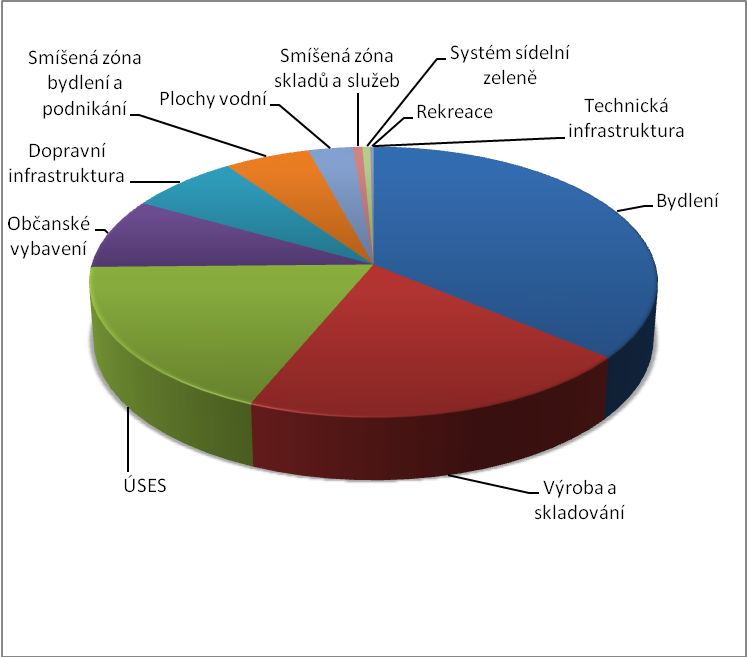 Smíšená zóna
bydlení a
podnikání
Plochy vodní
Smíšená zóna
skladů a služeb
Systém sídelní
zeleně
Rekreace
Technická
infrastruktura
Dopravní
infrastruktura
Bydlení
Občanské
vybavení
ÚSES
Výroba a
skladování